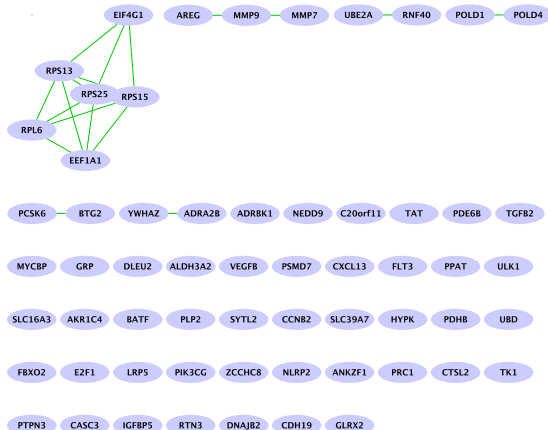 EIF4G1 AREG MMP9 MMP7 UBE2A RNF40 POLD1 POLD4
RPS13
RPS25 RPS15
RPL6
EEF1A1
PCSK6 BTG2 YWHAZ ADRA2B ADRBK1 NEDD9 C20orf11 TAT PDE6B TGFB2
MYCBP GRP DLEU2 ALDH3A2 VEGFB PSMD7 CXCL13 FLT3 PPAT ULK1
SLC16A3 AKR1C4 BATF PLP2 SYTL2 CCNB2 SLC39A7 HYPK PDHB UBD
FBXO2 E2F1 LRP5 PIK3CG ZCCHC8 NLRP2 ANKZF1 PRC1 CTSL2 TK1
PTPN3 CASC3 IGFBP5 RTN3 DNAJB2 CDH19 GLRX2